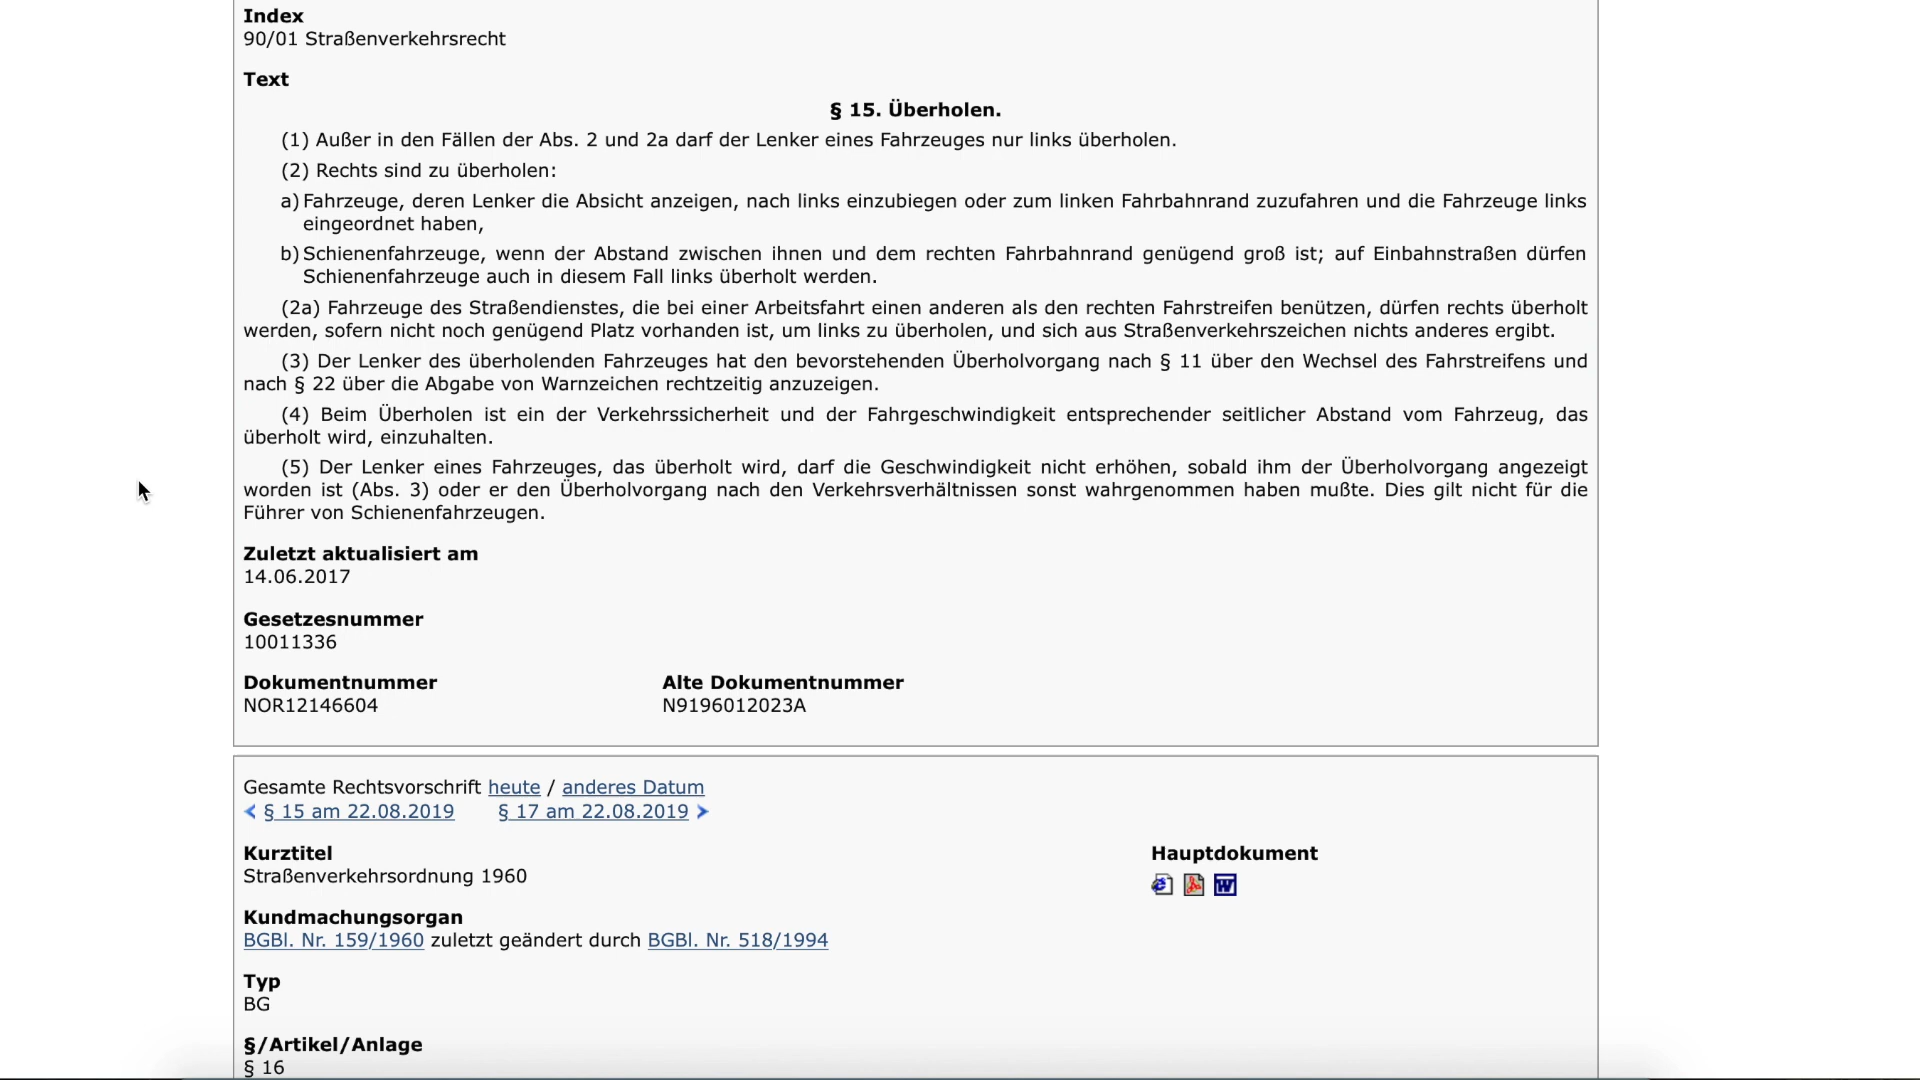 Index
90/01 Straßenverkehrsrecht
Text
§ 15. Überholen.
(1) Außer in den Fällen der Abs. 2 und 2a darf der Lenker eines Fahrzeuges nur links überholen.
(2) Rechts sind zu überholen:
a) Fahrzeuge, deren Lenker die Absicht anzeigen, nach links einzubiegen oder zum linken Fahrbahnrand zuzufahren und die Fahrzeuge links
eingeordnet haben,
b) Schienenfahrzeuge, wenn der Abstand zwischen ihnen und dem rechten Fahrbahnrand genügend groß ist; auf Einbahnstraßen dürfen
Schienenfahrzeuge auch in diesem Fall links überholt werden.
(2a) Fahrzeuge des Straßendienstes, die bei einer Arbeitsfahrt einen anderen als den rechten Fahrstreifen benützen, dürfen rechts überholt
werden, sofern nicht noch genügend Platz vorhanden ist, um links zu überholen, und sich aus Straßenverkehrszeichen nichts anderes ergibt.
(3) Der Lenker des überholenden Fahrzeuges hat den bevorstehenden Überholvorgang nach § 11 über den Wechsel des Fahrstreifens und
nach § 22 über die Abgabe von Warnzeichen rechtzeitig anzuzeigen.
(4) Beim Überholen ist ein der Verkehrssicherheit und der Fahrgeschwindigkeit entsprechender seitlicher Abstand vom Fahrzeug, das
überholt wird, einzuhalten.
(5) Der Lenker eines Fahrzeuges, das überholt wird, darf die Geschwindigkeit nicht erhöhen, sobald ihm der Überholvorgang angezeigt
worden ist (Abs. 3) oder er den Überholvorgang nach den Verkehrsverhältnissen sonst wahrgenommen haben mußte. Dies gilt nicht für die
Führer von Schienenfahrzeugen.
Zuletzt aktualisiert am
14.06.2017
Gesetzesnummer
10011336
Dokumentnummer Alte Dokumentnummer
NOR12146604 N9196012023A
Gesamte Rechtsvorschrift heute / anderes Datum
§ 15 am 22.08.2019 § 17 am 22.08.2019
Kurztitel Hauptdokument
Straßenverkehrsordnung 1960
Kundmachungsorgan
BGBl. Nr. 159/1960 zuletzt geändert durch BGBl. Nr. 518/1994
Typ
BG
§/Artikel/Anlage
§ 16